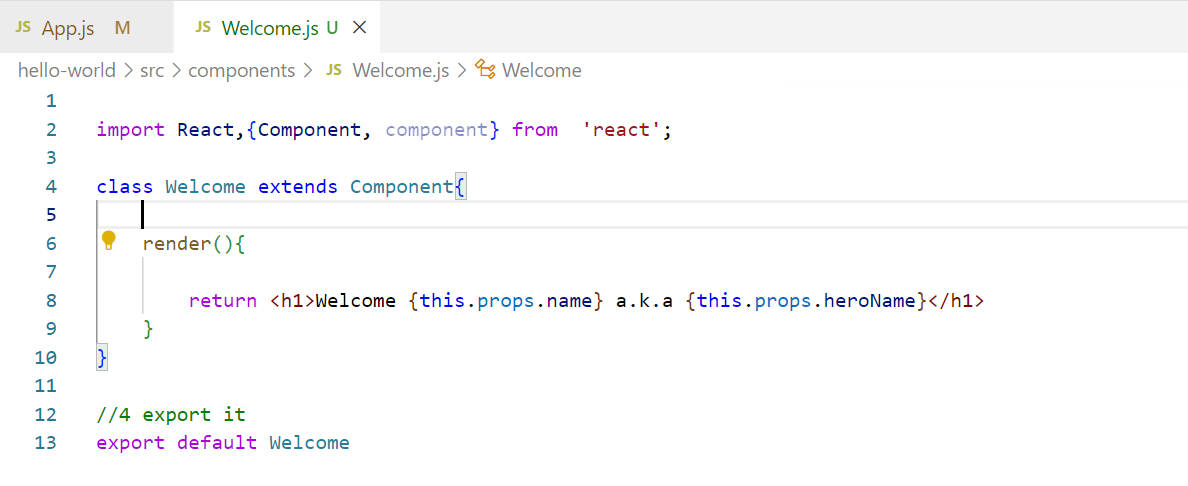 JS App.js M JS Welcome.js U ×
hello-world > src > components > JS Welcome.js > Welcome
1
2 import React,{Component, component} from  'react';
3
4 class Welcome extends Component{
5
6     render(){
7
8         return <h1>Welcome {this.props.name} a.k.a {this.props.heroName}</h1>
9     }
10 }
11
12 //4 export it
13 export default Welcome